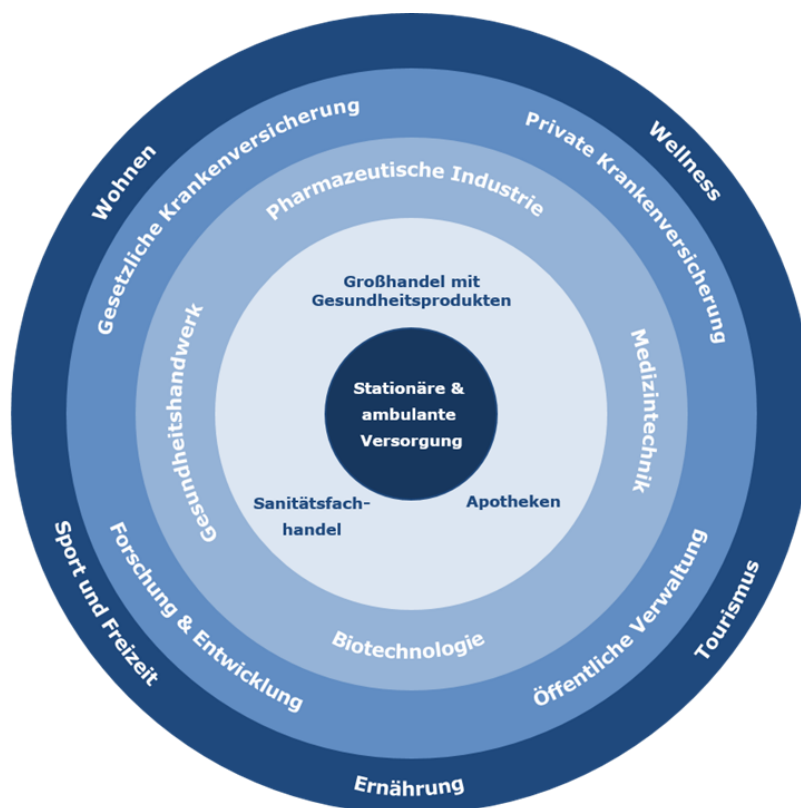 Wohnen
Wellness
Gesetzliche Krankenversicherung
Private Krankenversicherung
Pharmazeutische Industrie
Großhandel mit
Gesundheitsprodukten
Gesundheitshandwerk
Medizintechnik
Stationäre &
ambulante
Versorgung
Sanitätsfach-
handel
Apotheken
Sport und Freizeit
Forschung & Entwicklung
Biotechnologie
Öffentliche Verwaltung
Tourismus
Ernährung